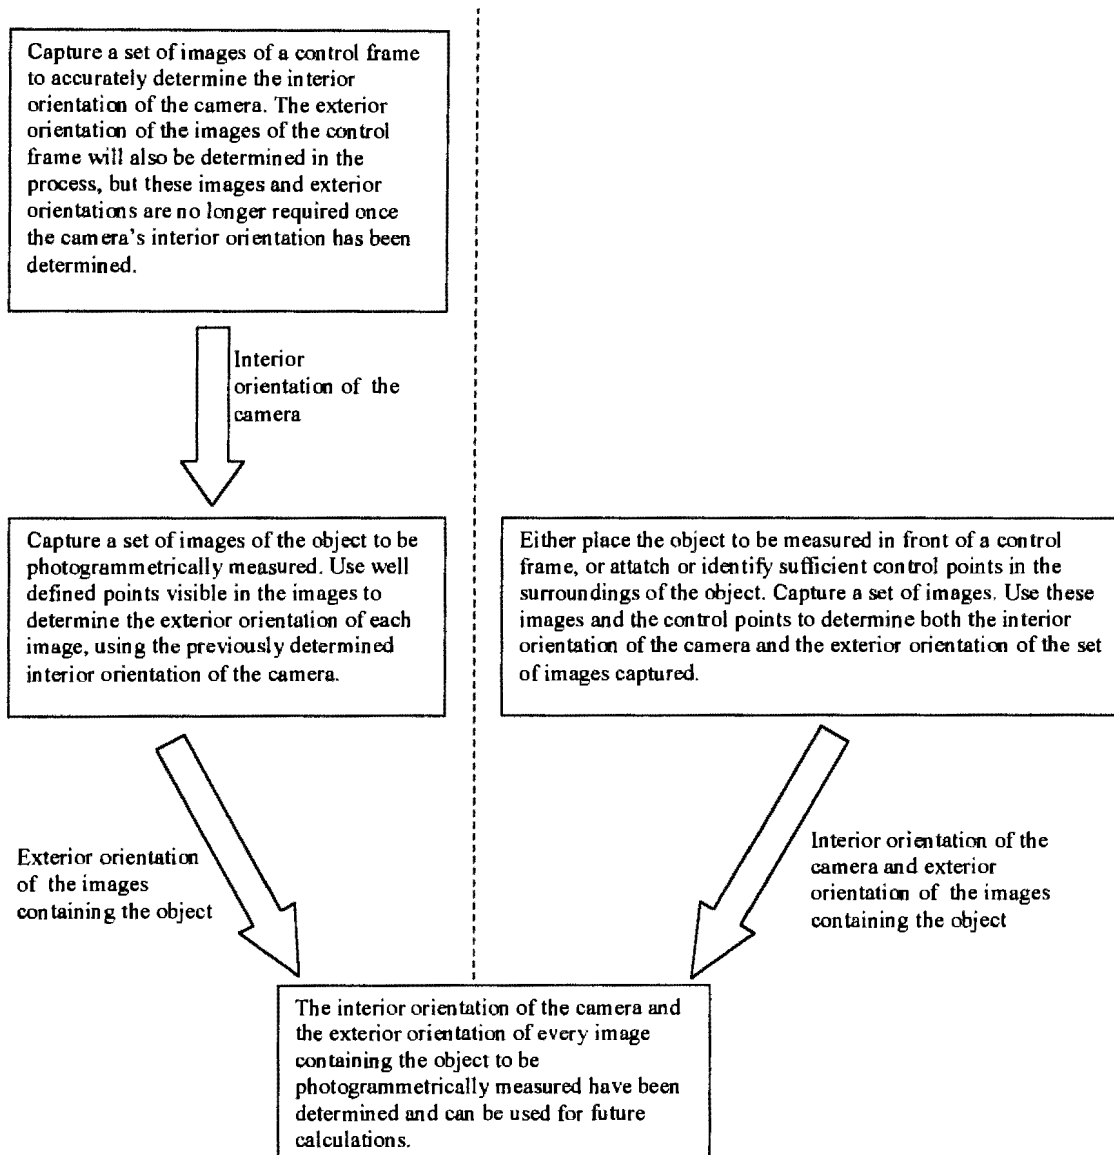 Capture a set of images of a control frame
to accurately determine the interior
orientation of the camera. The exterior
orientation of the images of the control
frame will also be determined in the
process, but these images and exterior
orientations are no longer required once
the camera's interior orientation has been
determined.
Interior
orientation of the
camera
Capture a set of images of the object to be
photogrammetrically measured. Use well
defined points visible in the images to
determine the exterior orientation of each
image, using the previously determined
interior orientation of the camera.
Either place the object to be measured in front of a control
frame, or attatch or identify sufficient control points in the
surroundings of the object. Capture a set of images. Use these
images and the control points to determine both the interior
orientation of the camera and the exterior orientation of the set
of images captured.
Exterior orientation
of the images
containing the object
Interior orientation of the
camera and exterior
orientation of the images
containing the object
The interior orientation of the camera and
the exterior orientation of every image
containing the object to be
photogrammetrically measured have been
determined and can be used for future
calculations.